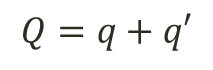 Q = q + q′